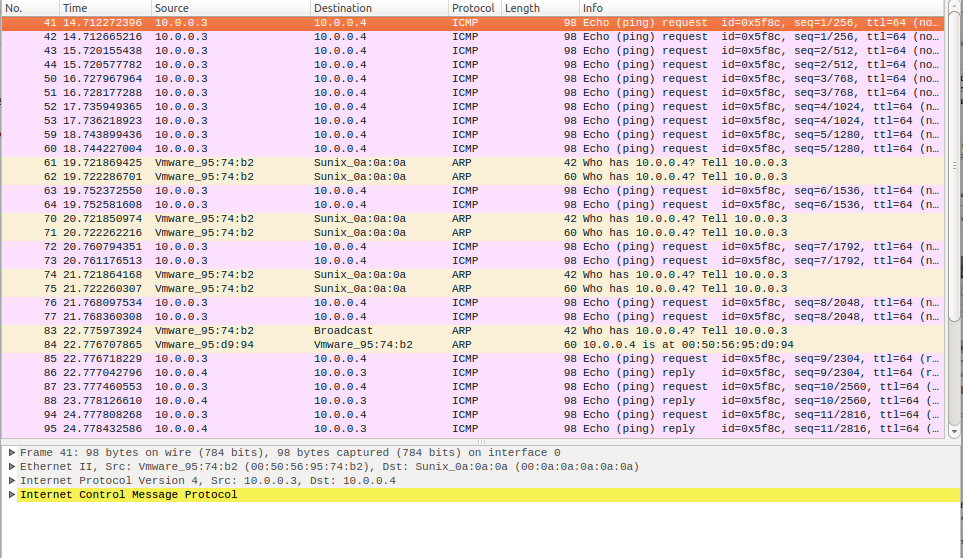 No. Time Source Destination Protocol Length Info
41 14.712272396 10.0.0.3 10.0.0.4 ICMP 98 Echo (ping) request id=0x5f8c, seq=1/256, ttl=64 (no…
42 14.712665216 10.0.0.3 10.0.0.4 ICMP 98 Echo (ping) request id=0x5f8c, seq=1/256, ttl=64 (no…
43 15.720155438 10.0.0.3 10.0.0.4 ICMP 98 Echo (ping) request id=0x5f8c, seq=2/512, ttl=64 (no…
44 15.720577782 10.0.0.3 10.0.0.4 ICMP 98 Echo (ping) request id=0x5f8c, seq=2/512, ttl=64 (no…
50 16.727967964 10.0.0.3 10.0.0.4 ICMP 98 Echo (ping) request id=0x5f8c, seq=3/768, ttl=64 (no…
51 16.728177288 10.0.0.3 10.0.0.4 ICMP 98 Echo (ping) request id=0x5f8c, seq=3/768, ttl=64 (no…
52 17.735949365 10.0.0.3 10.0.0.4 ICMP 98 Echo (ping) request id=0x5f8c, seq=4/1024, ttl=64 (n…
53 17.736218923 10.0.0.3 10.0.0.4 ICMP 98 Echo (ping) request id=0x5f8c, seq=4/1024, ttl=64 (n…
59 18.743899436 10.0.0.3 10.0.0.4 ICMP 98 Echo (ping) request id=0x5f8c, seq=5/1280, ttl=64 (n…
60 18.744227004 10.0.0.3 10.0.0.4 ICMP 98 Echo (ping) request id=0x5f8c, seq=5/1280, ttl=64 (n…
61 19.721869425 Vmware_95:74:b2 Sunix_0a:0a:0a ARP 42 Who has 10.0.0.4? Tell 10.0.0.3
62 19.722286701 Vmware_95:74:b2 Sunix_0a:0a:0a ARP 60 Who has 10.0.0.4? Tell 10.0.0.3
63 19.752372550 10.0.0.3 10.0.0.4 ICMP 98 Echo (ping) request id=0x5f8c, seq=6/1536, ttl=64 (n…
64 19.752581608 10.0.0.3 10.0.0.4 ICMP 98 Echo (ping) request id=0x5f8c, seq=6/1536, ttl=64 (n…
70 20.721850974 Vmware_95:74:b2 Sunix_0a:0a:0a ARP 42 Who has 10.0.0.4? Tell 10.0.0.3
71 20.722262216 Vmware_95:74:b2 Sunix_0a:0a:0a ARP 60 Who has 10.0.0.4? Tell 10.0.0.3
72 20.760794351 10.0.0.3 10.0.0.4 ICMP 98 Echo (ping) request id=0x5f8c, seq=7/1792, ttl=64 (n…
73 20.761176513 10.0.0.3 10.0.0.4 ICMP 98 Echo (ping) request id=0x5f8c, seq=7/1792, ttl=64 (n…
74 21.721864168 Vmware_95:74:b2 Sunix_0a:0a:0a ARP 42 Who has 10.0.0.4? Tell 10.0.0.3
75 21.722260307 Vmware_95:74:b2 Sunix_0a:0a:0a ARP 60 Who has 10.0.0.4? Tell 10.0.0.3
76 21.768097534 10.0.0.3 10.0.0.4 ICMP 98 Echo (ping) request id=0x5f8c, seq=8/2048, ttl=64 (n…
77 21.768360308 10.0.0.3 10.0.0.4 ICMP 98 Echo (ping) request id=0x5f8c, seq=8/2048, ttl=64 (n…
83 22.775973924 Vmware_95:74:b2 Broadcast ARP 42 Who has 10.0.0.4? Tell 10.0.0.3
84 22.776707865 Vmware_95:d9:94 Vmware_95:74:b2 ARP 60 10.0.0.4 is at 00:50:56:95:d9:94
85 22.776718229 10.0.0.3 10.0.0.4 ICMP 98 Echo (ping) request id=0x5f8c, seq=9/2304, ttl=64 (r…
86 22.777042796 10.0.0.4 10.0.0.3 ICMP 98 Echo (ping) reply id=0x5f8c, seq=9/2304, ttl=64 (r…
87 23.777460553 10.0.0.3 10.0.0.4 ICMP 98 Echo (ping) request id=0x5f8c, seq=10/2560, ttl=64 (…
88 23.778126610 10.0.0.4 10.0.0.3 ICMP 98 Echo (ping) reply id=0x5f8c, seq=10/2560, ttl=64 (…
94 24.777808268 10.0.0.3 10.0.0.4 ICMP 98 Echo (ping) request id=0x5f8c, seq=11/2816, ttl=64 (…
95 24.778432586 10.0.0.4 10.0.0.3 ICMP 98 Echo (ping) reply id=0x5f8c, seq=11/2816, ttl=64 (…
Frame 41: 98 bytes on wire (784 bits), 98 bytes captured (784 bits) on interface 0
Ethernet II, Src: Vmware_95:74:b2 (00:50:56:95:74:b2), Dst: Sunix_0a:0a:0a (00:0a:0a:0a:0a:0a)
Internet Protocol Version 4, Src: 10.0.0.3, Dst: 10.0.0.4
Internet Control Message Protocol